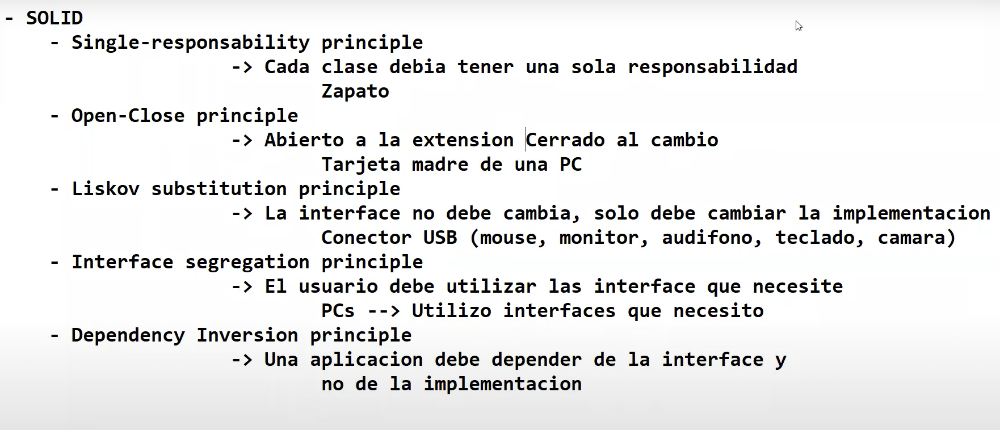 - SOLID
- Single-responsability principle
-> Cada clase debia tener una sola responsabilidad
Zapato
- Open-Close principle
-> Abierto a la extension Cerrado al cambio
Tarjeta madre de una PC
- Liskov substitution principle
-> La interface no debe cambia, solo debe cambiar la implementacion
Conector USB (mouse, monitor, audifono, teclado, camara)
- Interface segregation principle
-> El usuario debe utilizar las interface que necesite
PCs --> Utilizo interfaces que necesito
- Dependency Inversion principle
-> Una aplicacion debe depender de la interface y
no de la implementacion